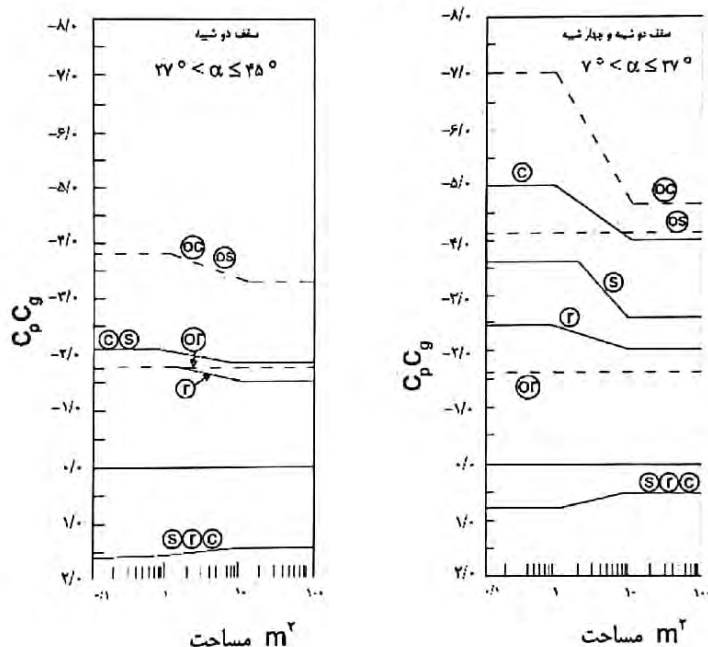 سقف دو شیبه
۲۷° < α ≤ ۴۵°
-۸/۰
-۷/۰
-۶/۰
-۵/۰
-۴/۰
-۳/۰
-۲/۰
-۱/۰
۰/۰
۱/۰
۲/۰
CpCg
oc os
c s
or
r
s r c
۰/۱ ۱ ۱۰ ۱۰۰
مساحت m²
سقف دو شیبه و چهار شیبه
۷° < α ≤ ۲۷°
-۸/۰
-۷/۰
-۶/۰
-۵/۰
-۴/۰
-۳/۰
-۲/۰
-۱/۰
۰/۰
۱/۰
۲/۰
CpCg
c
oc
os
s
r
or
s r c
۰/۱ ۱ ۱۰ ۱۰۰
مساحت m²